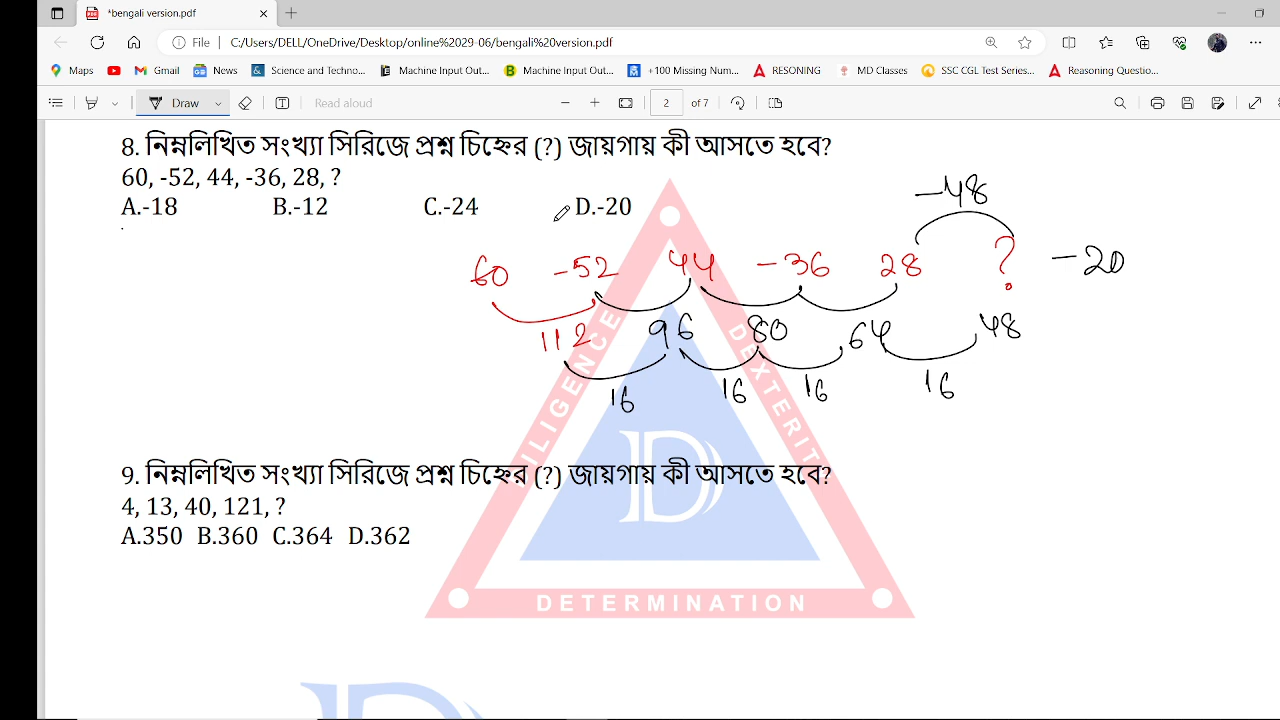 *bengali version.pdf
File C:/Users/DELL/OneDrive/Desktop/online%2029-06/bengali%20version.pdf
Maps Gmail News Science and Techno... Machine Input Out... Machine Input Out... +100 Missing Num... RESONING MD Classes SSC CGL Test Series... Reasoning Questio...
Draw Read aloud 2 of 7
8. নিম্নলিখিত সংখ্যা সিরিজে প্রশ্ন চিহ্নের (?) জায়গায় কী আসতে হবে?
60, -52, 44, -36, 28, ?
A.-18 B.-12 C.-24 D.-20
-48
60 -52 44 -36 28 ? -20
112 96 80 64 48
16 16 16 16
DILIGENCE
DEXTERIT
D
9. নিম্নলিখিত সংখ্যা সিরিজে প্রশ্ন চিহ্নের (?) জায়গায় কী আসতে হবে?
4, 13, 40, 121, ?
A.350 B.360 C.364 D.362
DETERMINATION